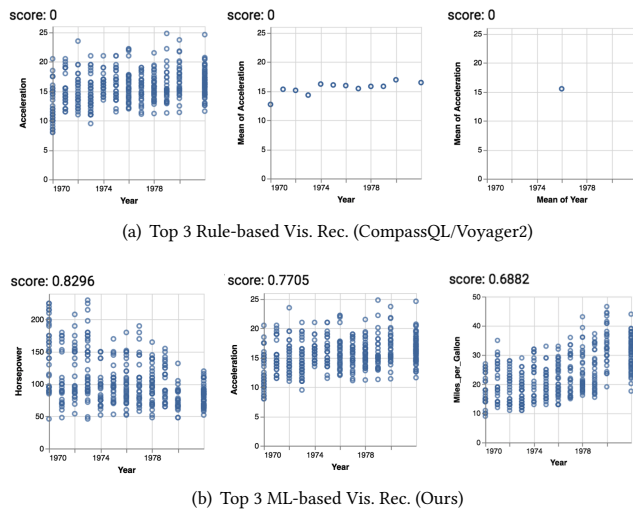 score: 0
25
20
15
10
5
0
Acceleration
1970
1974
1978
Year
score: 0
25
20
15
10
5
0
Mean of Acceleration
1970
1974
1978
Year
score: 0
25
20
15
10
5
0
Mean of Acceleration
1970
1974
1978
Mean of Year
(a) Top 3 Rule-based Vis. Rec. (CompassQL/Voyager2)
score: 0.8296
200
150
100
50
0
Horsepower
1970
1974
1978
Year
score: 0.7705
25
20
15
10
5
0
Acceleration
1970
1974
1978
Year
score: 0.6882
50
40
30
20
10
0
Miles_per_Gallon
1970
1974
1978
Year
(b) Top 3 ML-based Vis. Rec. (Ours)